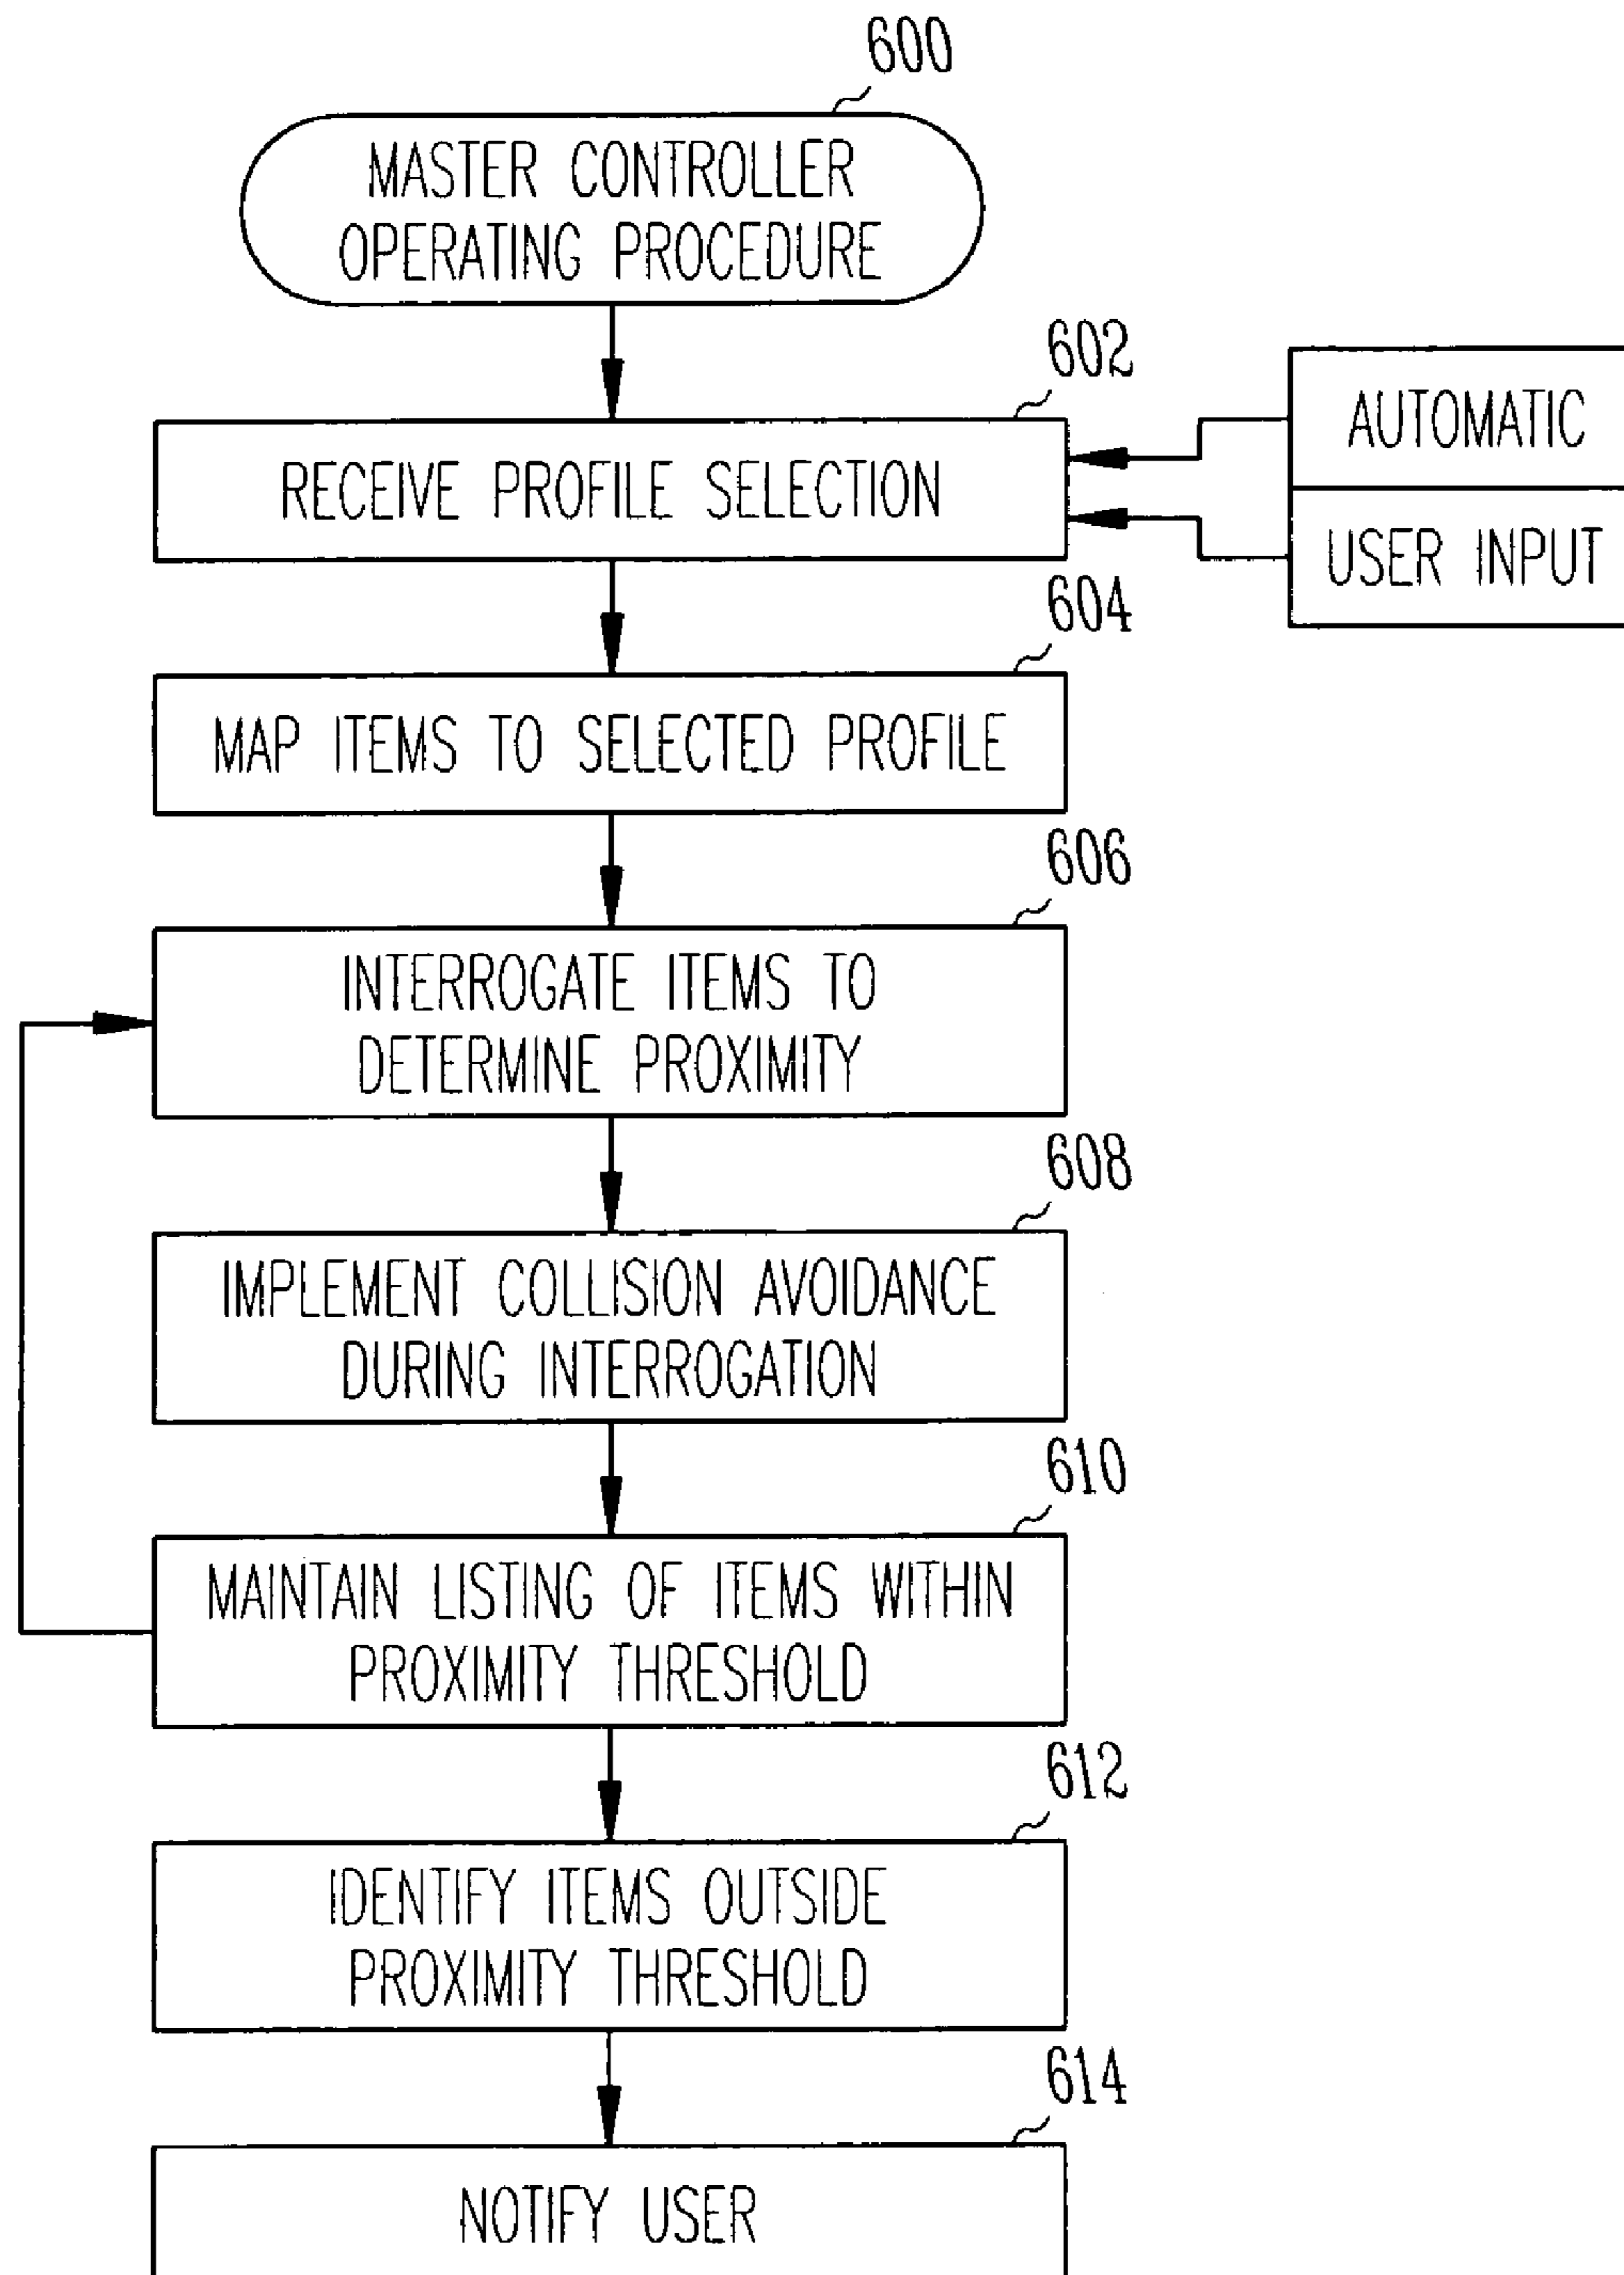 600
MASTER CONTROLLER
OPERATING PROCEDURE
602
RECEIVE PROFILE SELECTION
AUTOMATIC
USER INPUT
604
MAP ITEMS TO SELECTED PROFILE
606
INTERROGATE ITEMS TO
DETERMINE PROXIMITY
608
IMPLEMENT COLLISION AVOIDANCE
DURING INTERROGATION
610
MAINTAIN LISTING OF ITEMS WITHIN
PROXIMITY THRESHOLD
612
IDENTIFY ITEMS OUTSIDE
PROXIMITY THRESHOLD
614
NOTIFY USER